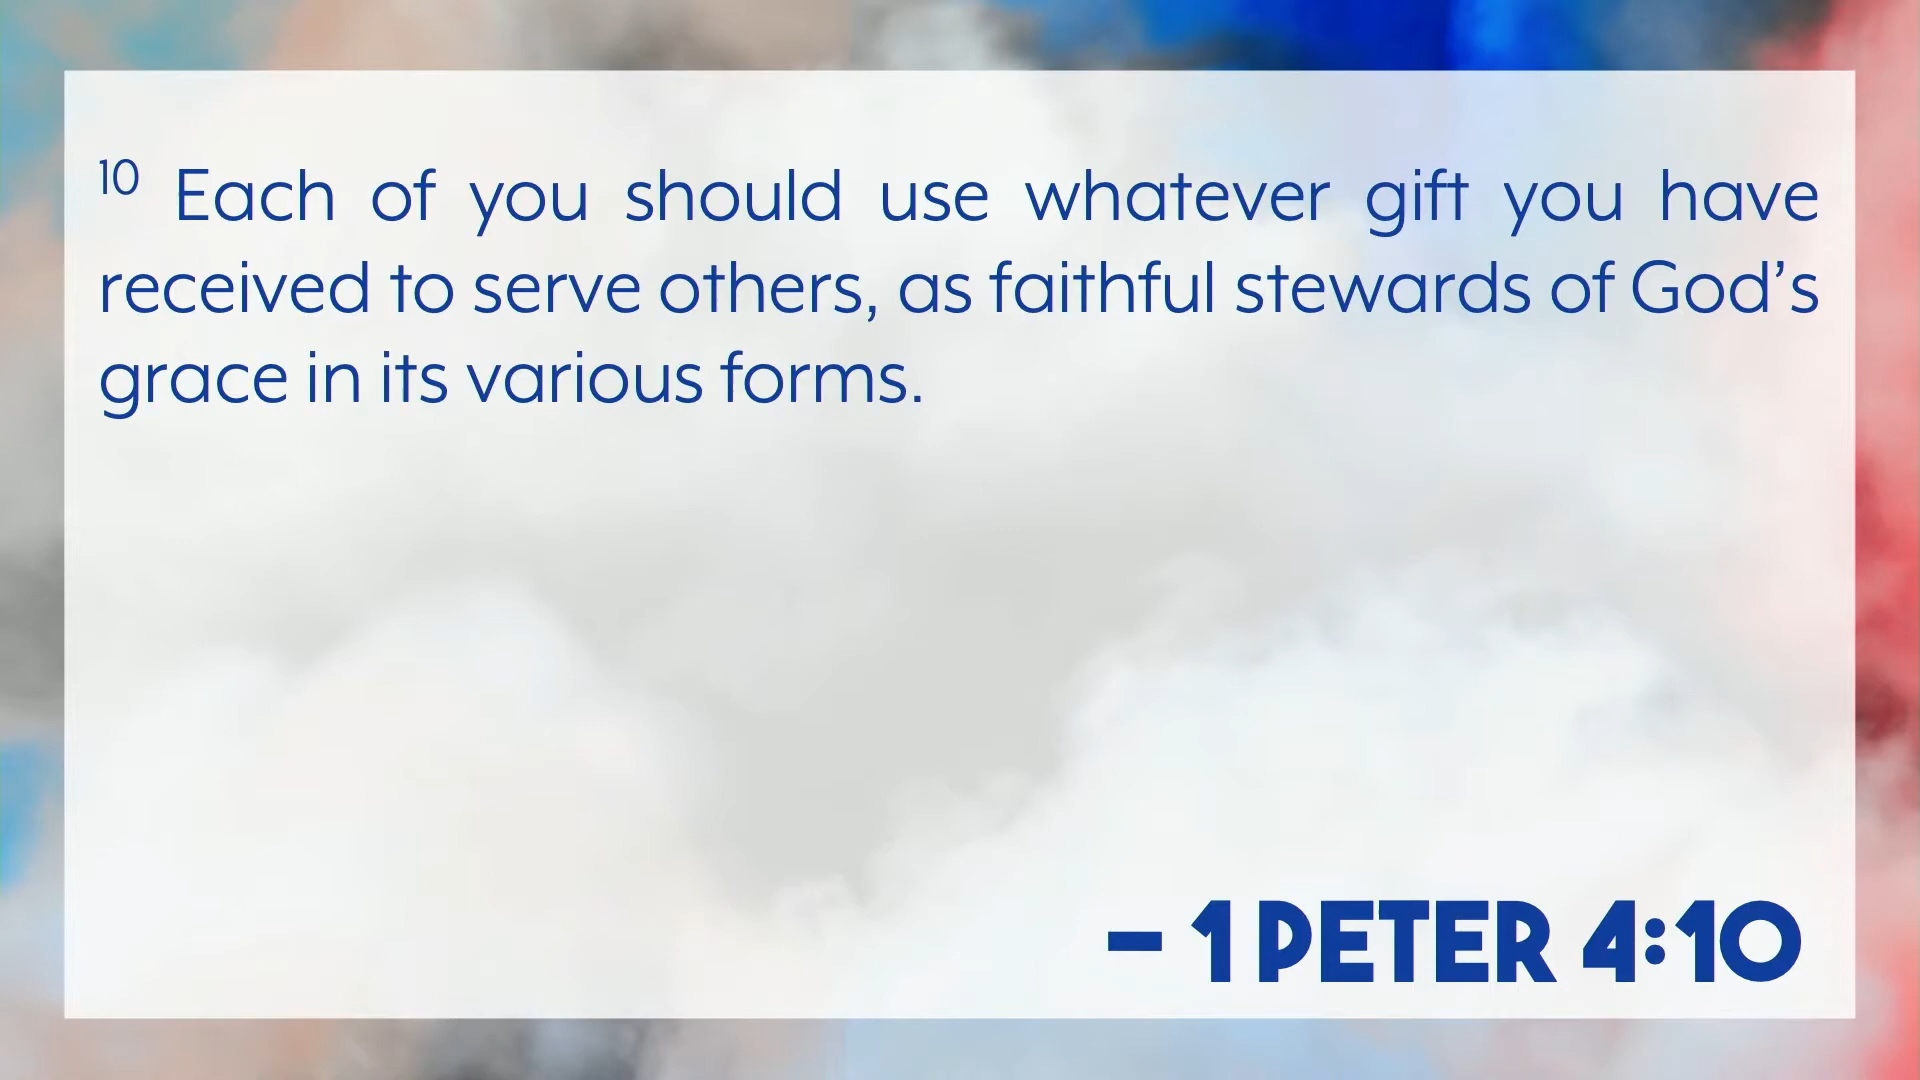 10 Each of you should use whatever gift you have
received to serve others, as faithful stewards of God’s
grace in its various forms.
– 1 PETER 4:10